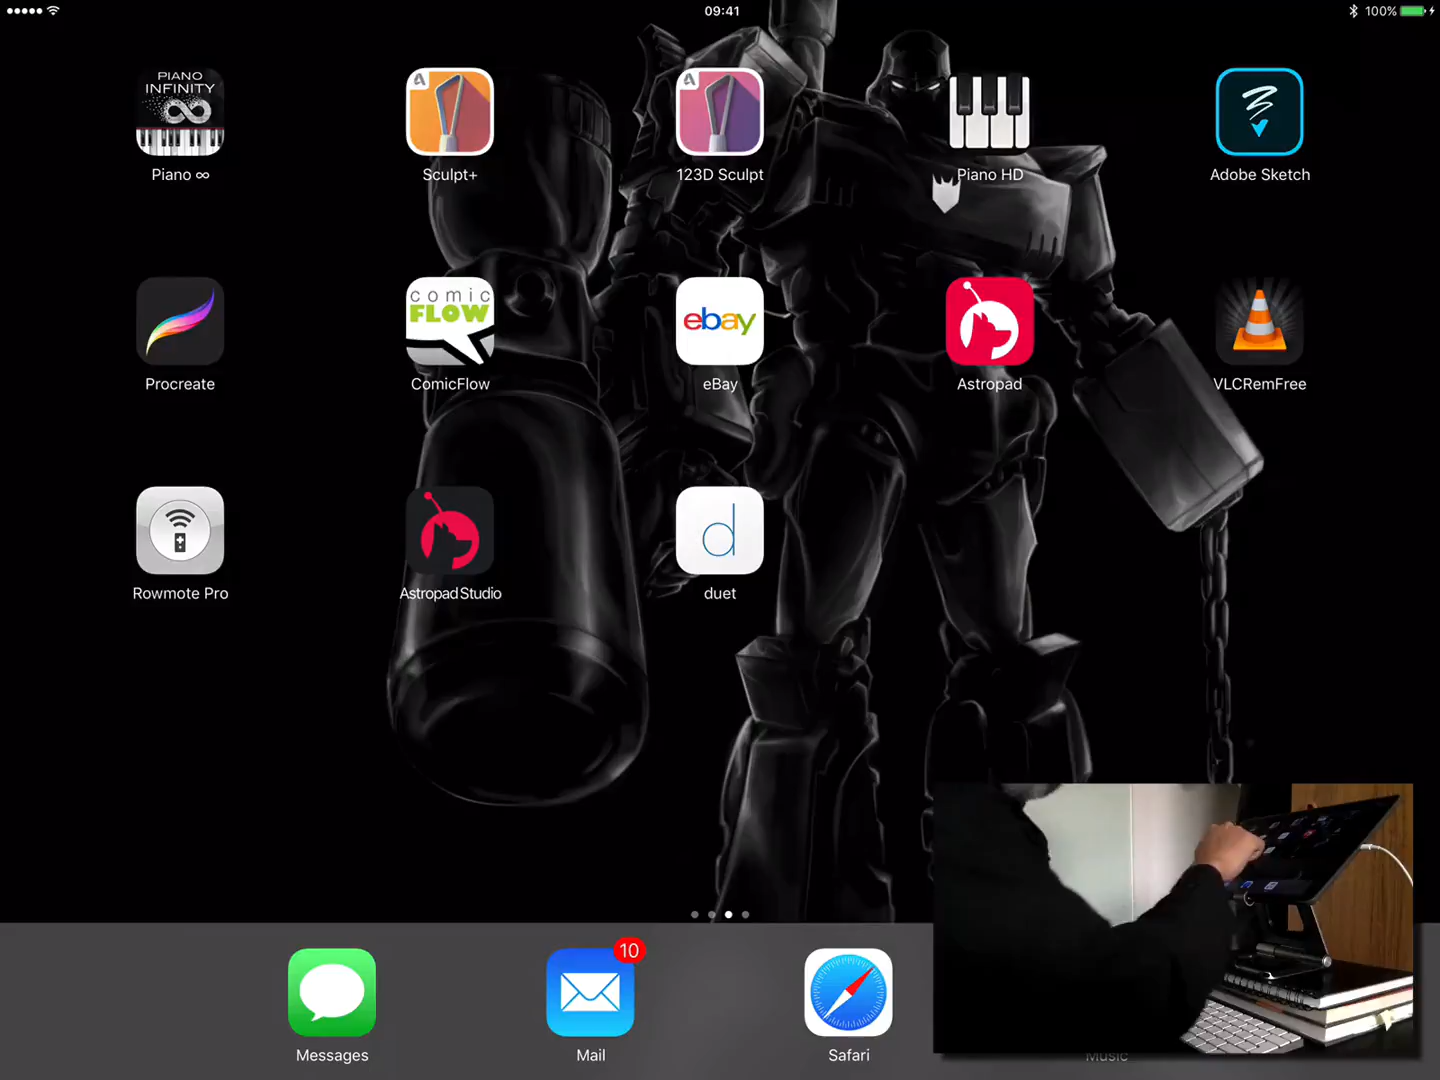 09:41
100%
PIANO
INFINITY
Piano ∞
Sculpt+
123D Sculpt
Piano HD
Adobe Sketch
comic
FLOW
ebay
Procreate
ComicFlow
eBay
Astropad
VLCRemFree
d
Rowmote Pro
Astropad Studio
duet
10
Messages
Mail
Safari
Music